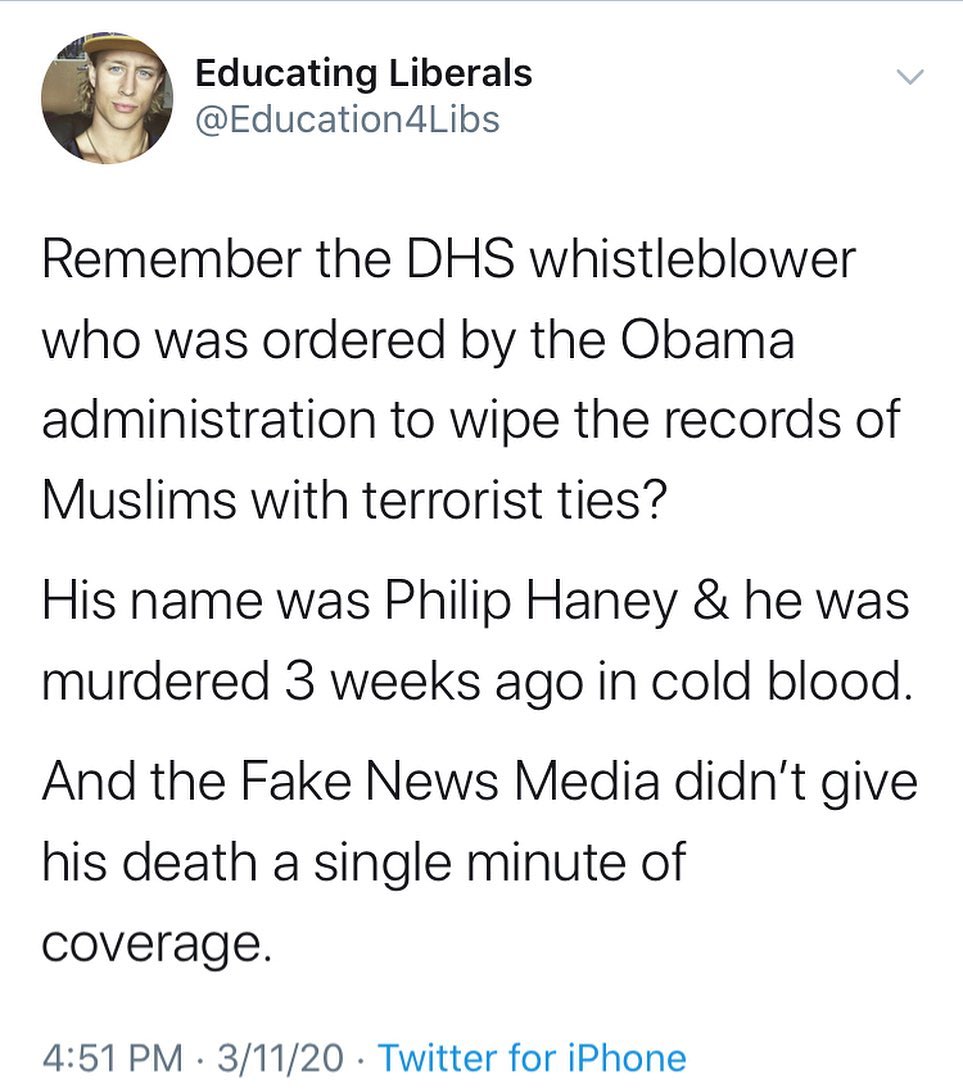 Educating Liberals
@Education4Libs
Remember the DHS whistleblower
who was ordered by the Obama
administration to wipe the records of
Muslims with terrorist ties?
His name was Philip Haney & he was
murdered 3 weeks ago in cold blood.
And the Fake News Media didn’t give
his death a single minute of
coverage.
4:51 PM · 3/11/20 · Twitter for iPhone